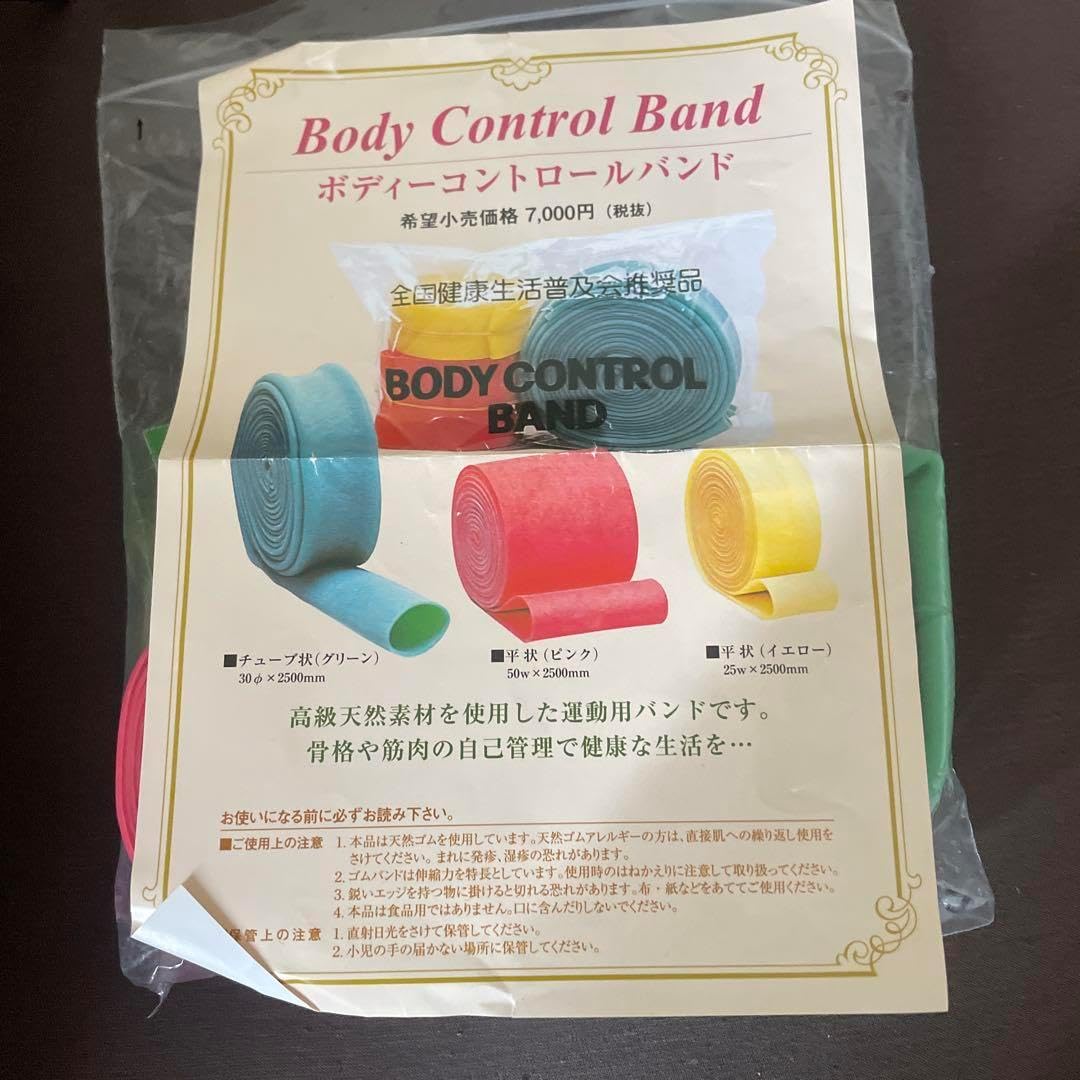 Body Control Band
ボディーコントロールバンド
希望小売価格 7,000円（税抜）
全国健康生活普及会推奨品
BODY CONTROL
BAND
■チューブ状（グリーン）
30φ×2500mm
■平 状（ピンク）
50w×2500mm
■平 状（イエロー）
25w×2500mm
高級天然素材を使用した運動用バンドです。
骨格や筋肉の自己管理で健康な生活を…
お使いになる前に必ずお読み下さい。
■ご使用上の注意 1. 本品は天然ゴムを使用しています。天然ゴムアレルギーの方は、直接肌への繰り返し使用を
さけてください。まれに発疹、湿疹の恐れがあります。
2. ゴムバンドは伸縮力を特長としています。使用時のはねかえりに注意して取り扱ってください。
3. 鋭いエッジを持つ物に掛けると切れる恐れがあります。布・紙などをあててご使用ください。
4. 本品は食品用ではありません。口に含んだりしないでください。
保管上の注意 1. 直射日光をさけて保管してください。
2. 小児の手の届かない場所に保管してください。